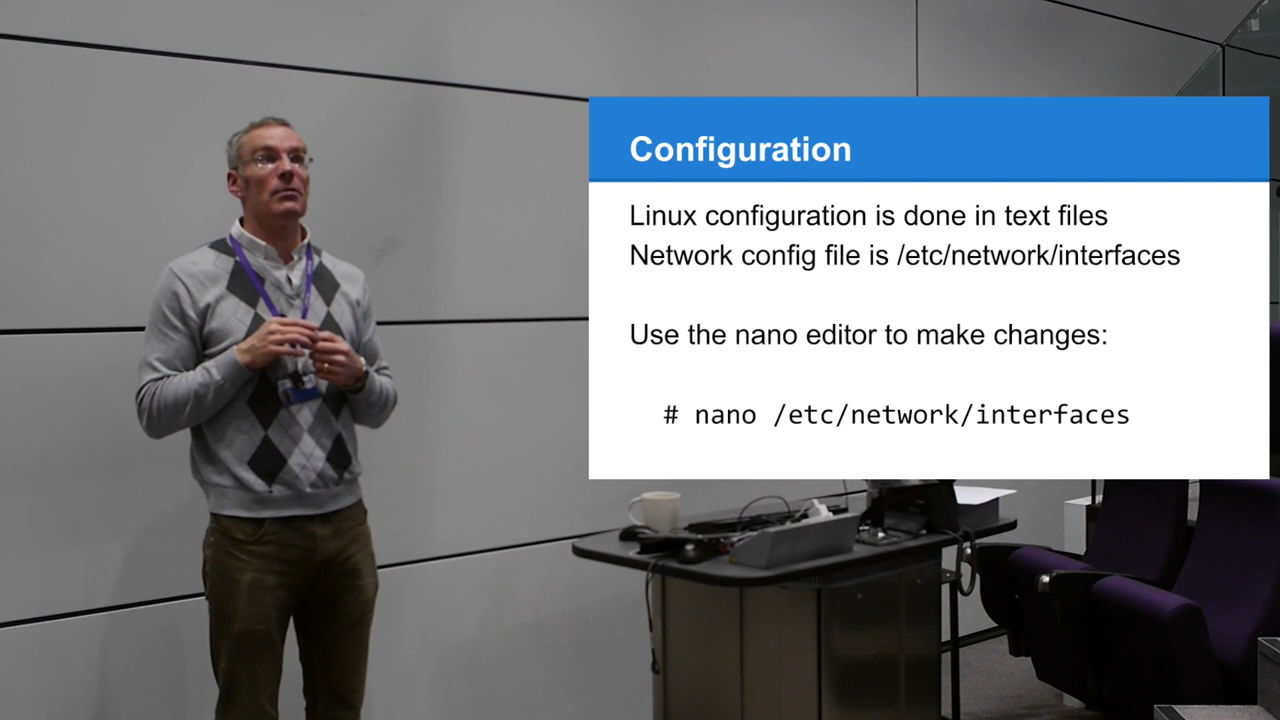 Configuration
Linux configuration is done in text files
Network config file is /etc/network/interfaces
Use the nano editor to make changes:
# nano /etc/network/interfaces